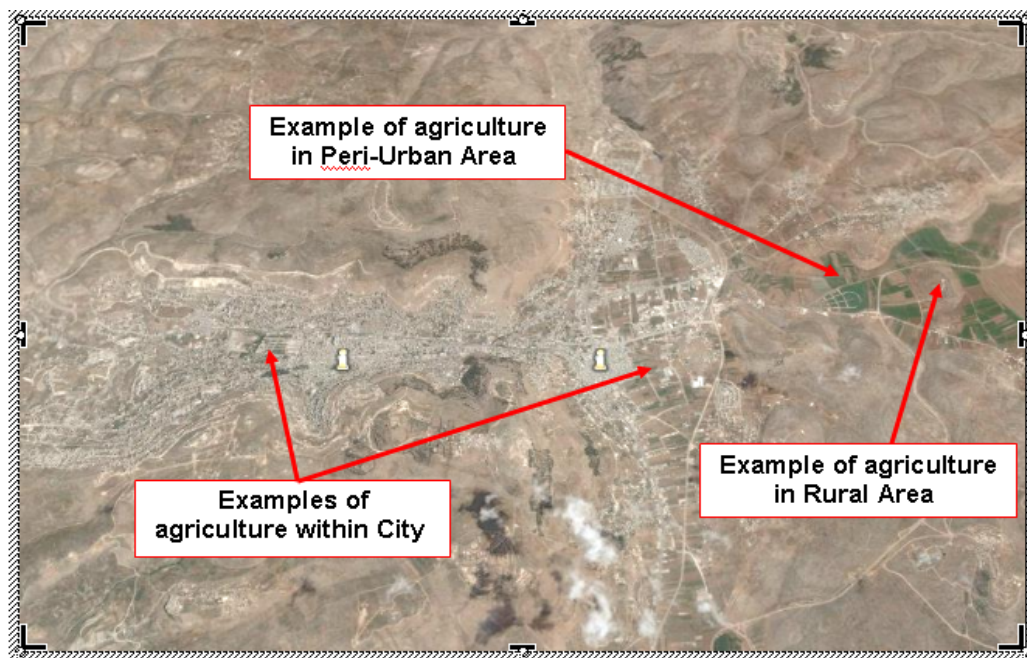 Example of agriculture
in Peri-Urban Area
Example of agriculture
in Rural Area
Examples of
agriculture within City